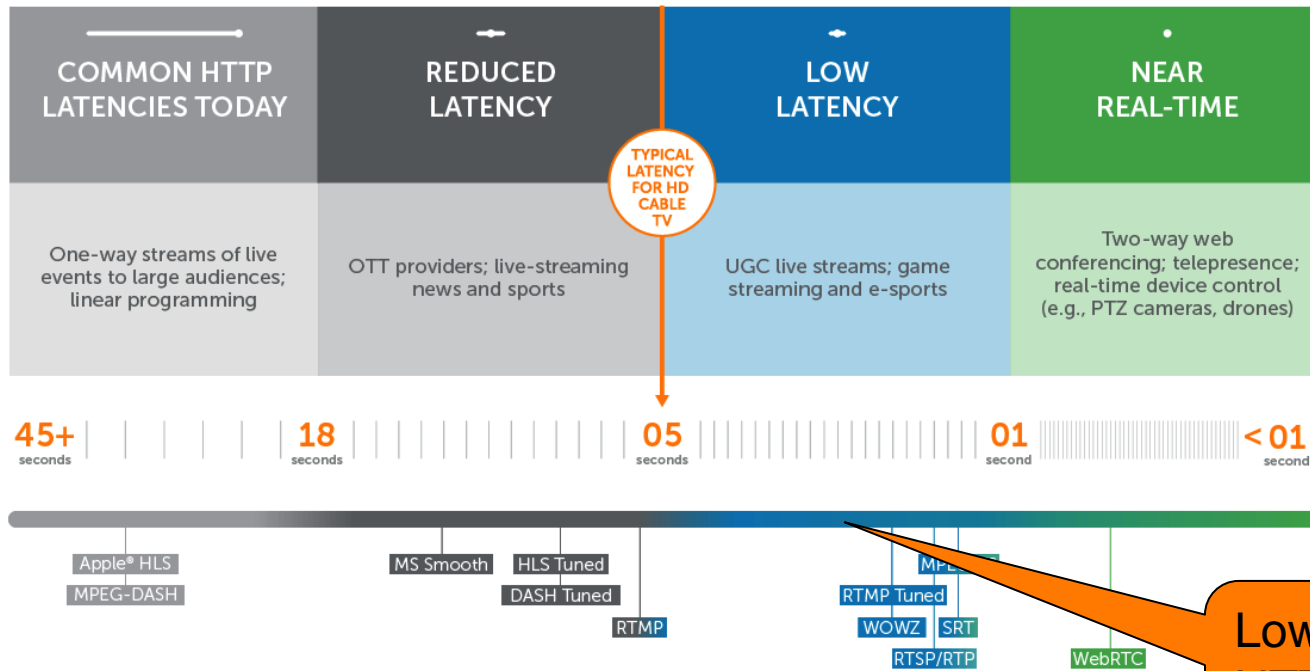 COMMON HTTP
LATENCIES TODAY
REDUCED
LATENCY
LOW
LATENCY
NEAR
REAL-TIME
TYPICAL
LATENCY
FOR HD
CABLE
TV
One-way streams of live
events to large audiences;
linear programming
OTT providers; live-streaming
news and sports
UGC live streams; game
streaming and e-sports
Two-way web
conferencing; telepresence;
real-time device control
(e.g., PTZ cameras, drones)
45+
seconds
18
seconds
05
seconds
01
second
< 01
second
Apple® HLS
MPEG-DASH
MS Smooth
HLS Tuned
DASH Tuned
RTMP
RTMP Tuned
WOWZ
SRT
RTSP/RTP
WebRTC
Low